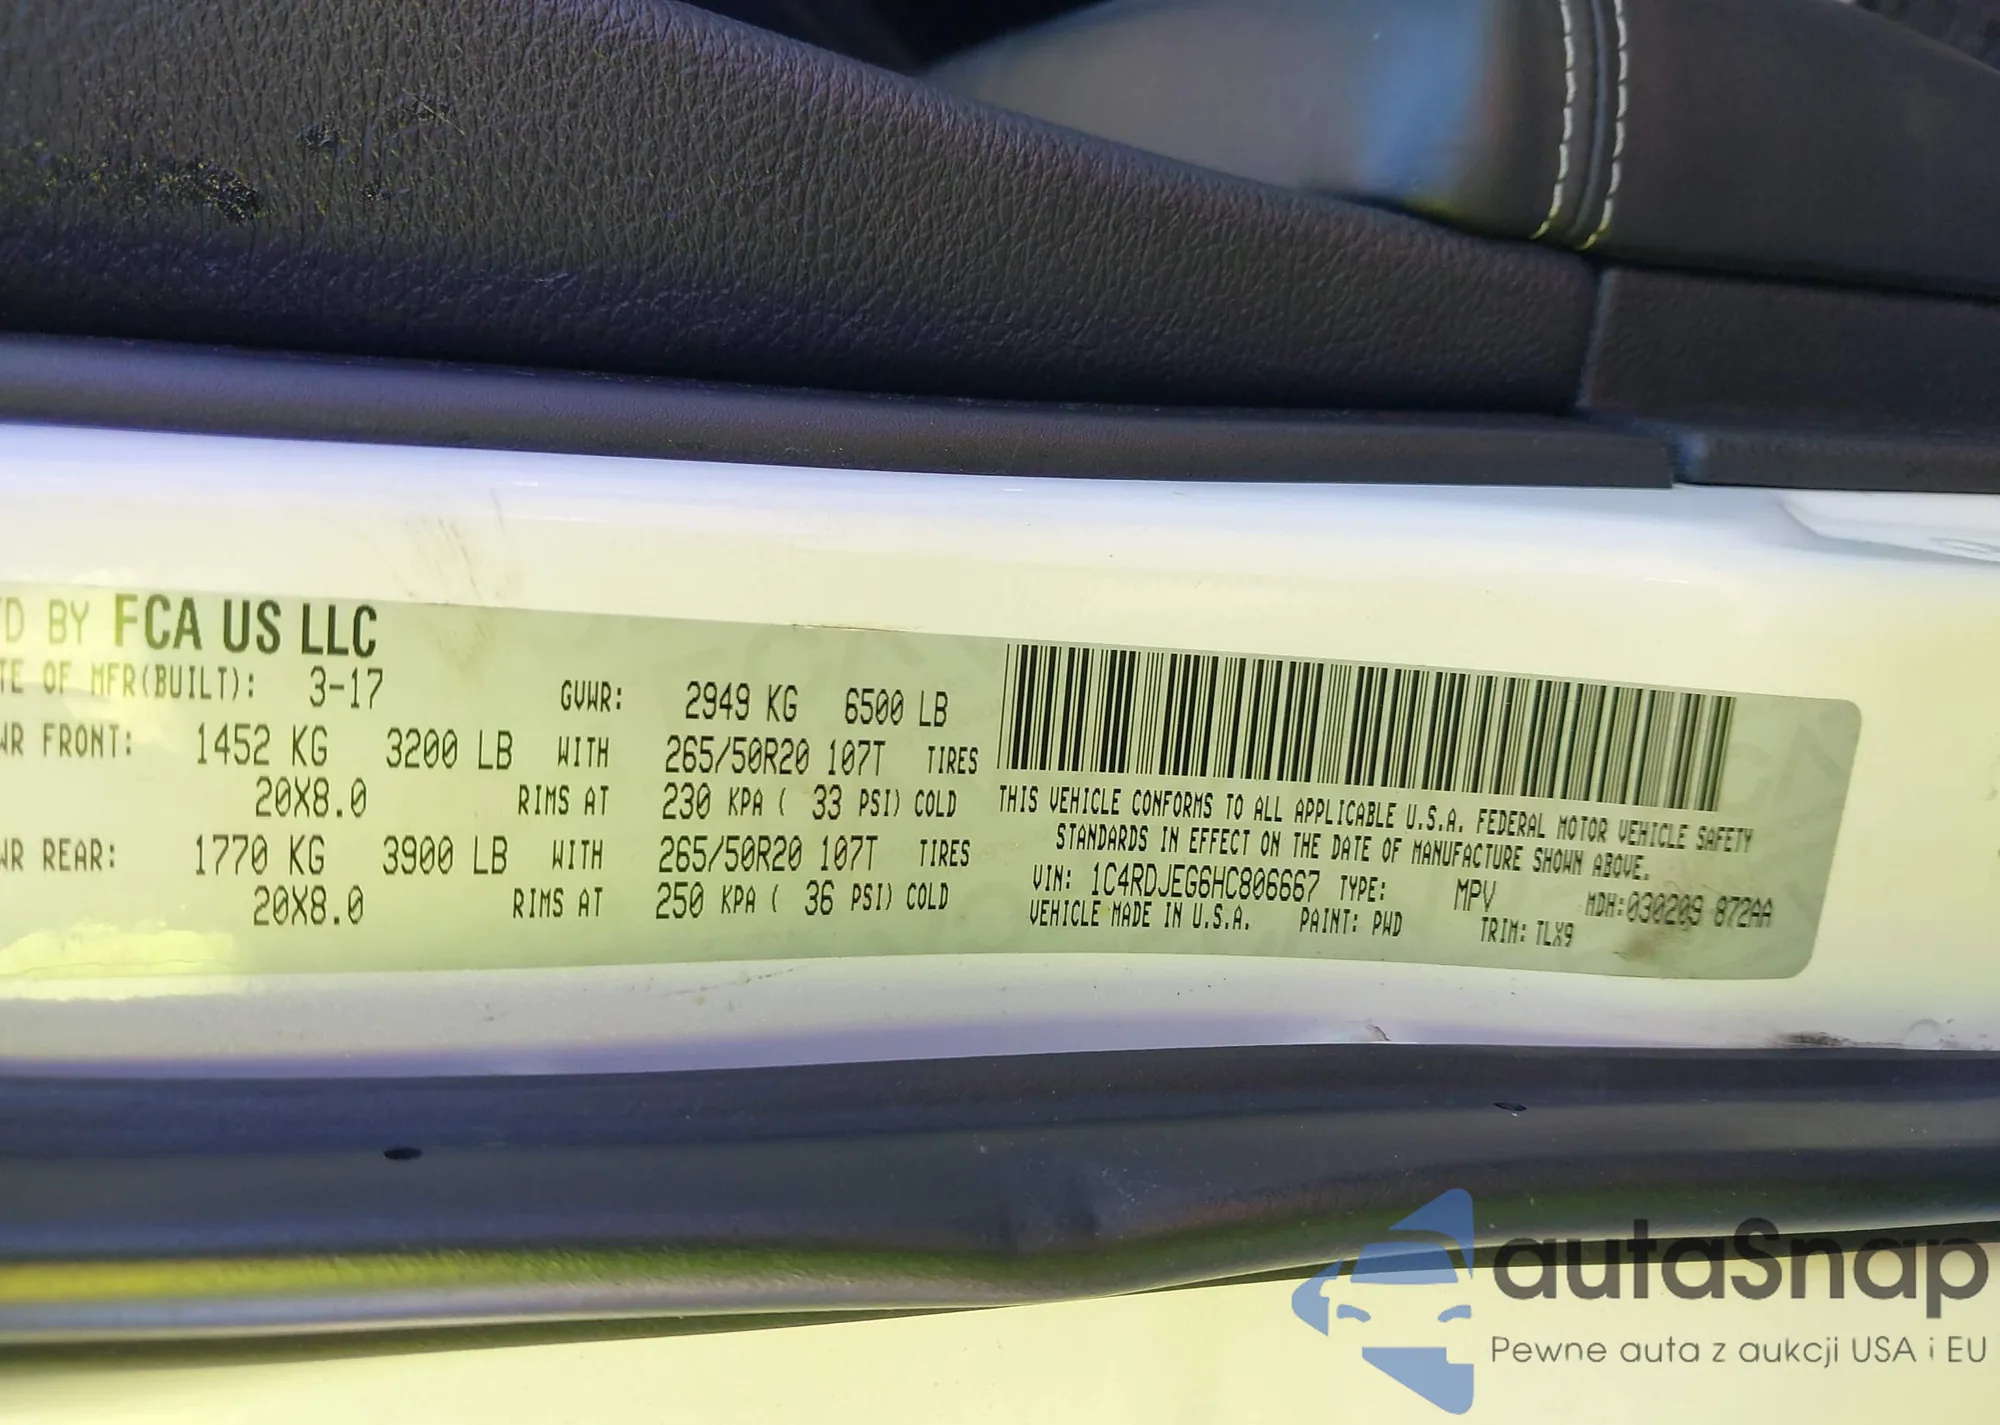 D BY FCA US LLC
TE OF MFR(BUILT): 3-17 GVWR: 2949 KG 6500 LB
WR FRONT: 1452 KG 3200 LB WITH 265/50R20 107T TIRES
20X8.0 RIMS AT 230 KPA ( 33 PSI) COLD
WR REAR: 1770 KG 3900 LB WITH 265/50R20 107T TIRES
20X8.0 RIMS AT 250 KPA ( 36 PSI) COLD
THIS VEHICLE CONFORMS TO ALL APPLICABLE U.S.A. FEDERAL MOTOR VEHICLE SAFETY
STANDARDS IN EFFECT ON THE DATE OF MANUFACTURE SHOWN ABOVE.
VIN: 1C4RDJEG6HC806667 TYPE: MPV MDH:030209 872AA
VEHICLE MADE IN U.S.A. PAINT: PWD TRIM: TLX9
autaSnap
Pewne auta z aukcji USA i EU